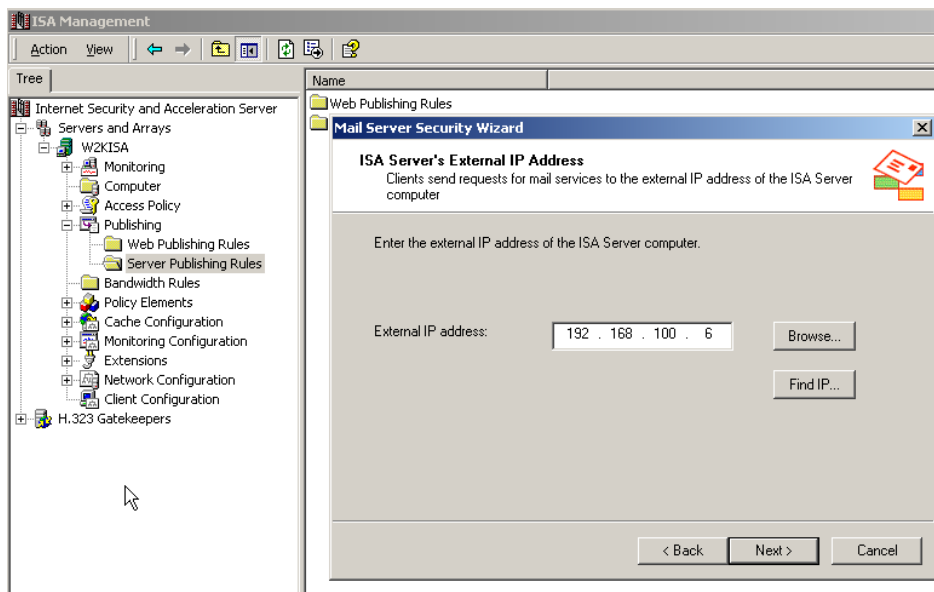 ISA Management
Action View
Tree
Internet Security and Acceleration Server
Servers and Arrays
W2KISA
Monitoring
Computer
Access Policy
Publishing
Web Publishing Rules
Server Publishing Rules
Bandwidth Rules
Policy Elements
Cache Configuration
Monitoring Configuration
Extensions
Network Configuration
Client Configuration
H.323 Gatekeepers
Name
Web Publishing Rules
Mail Server Security Wizard
ISA Server's External IP Address
Clients send requests for mail services to the external IP address of the ISA Server
computer
Enter the external IP address of the ISA Server computer.
External IP address: 192 . 168 . 100 . 6 Browse...
Find IP...
< Back Next > Cancel